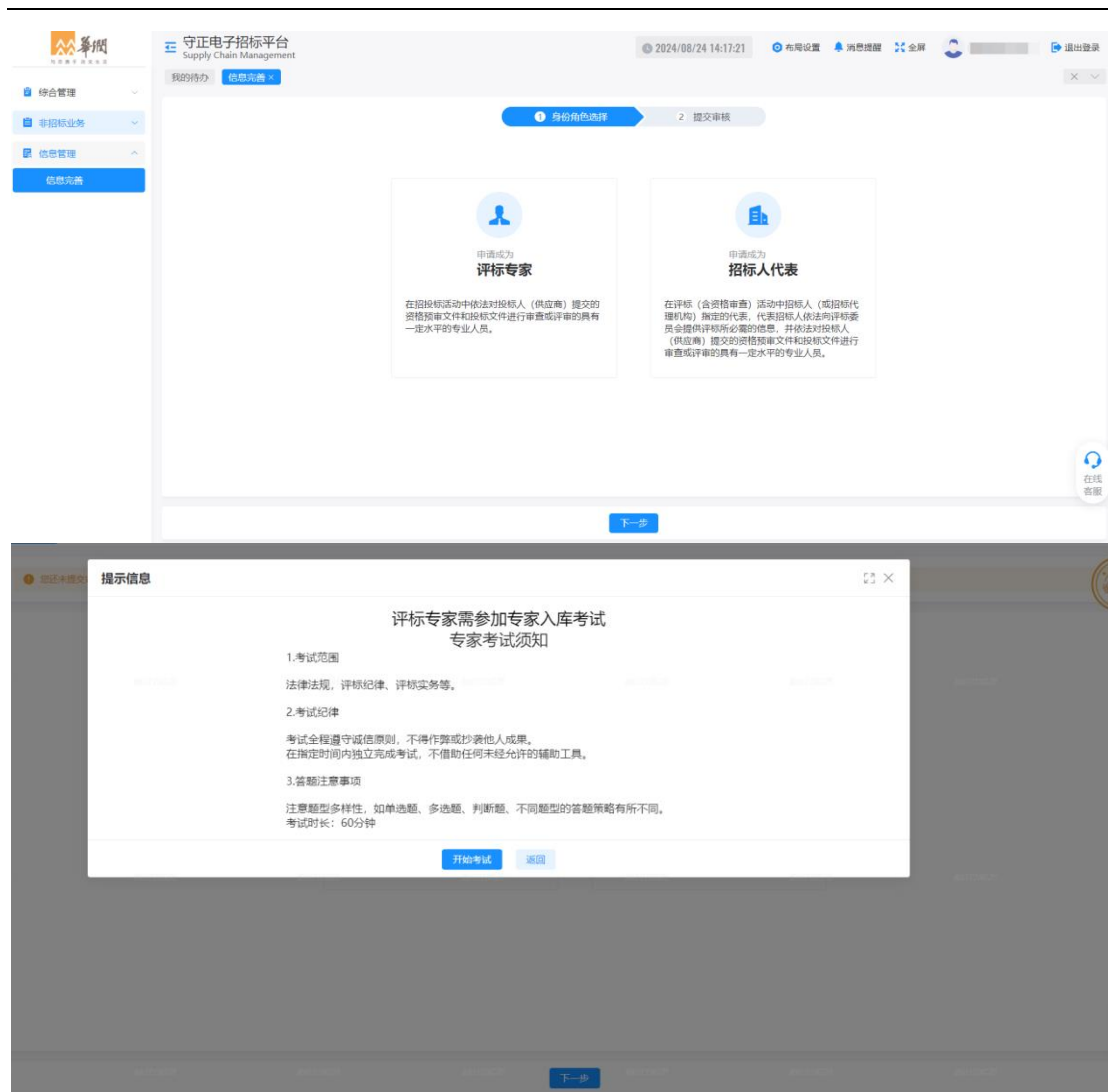 華潤
守正电子招标平台
Supply Chain Management
2024/08/24 14:17:21
布局设置
消息提醒
全屏
退出登录
我的待办
信息完善
综合管理
非招标业务
信息管理
信息完善
1 身份角色选择
2 提交审核
申请成为
评标专家
在招投标活动中依法对投标人（供应商）提交的
资格预审文件和投标文件进行审查或评审的具有
一定水平的专业人员。
申请成为
招标人代表
在评标（含资格审查）活动中招标人（或招标代
理机构）指定的代表，代表招标人依法向评标委
员会提供评标所必需的信息，并依法对投标人
（供应商）提交的资格预审文件和投标文件进行
审查或评审的具有一定水平的专业人员。
在线
客服
下一步
您还未提交
提示信息
评标专家需参加专家入库考试
专家考试须知
1.考试范围
法律法规，评标纪律、评标实务等。
2.考试纪律
考试全程遵守诚信原则，不得作弊或抄袭他人成果。
在指定时间内独立完成考试，不借助任何未经允许的辅助工具。
3.答题注意事项
注意题型多样性，如单选题、多选题、判断题、不同题型的答题策略有所不同。
考试时长：60分钟
开始考试
返回
下一步